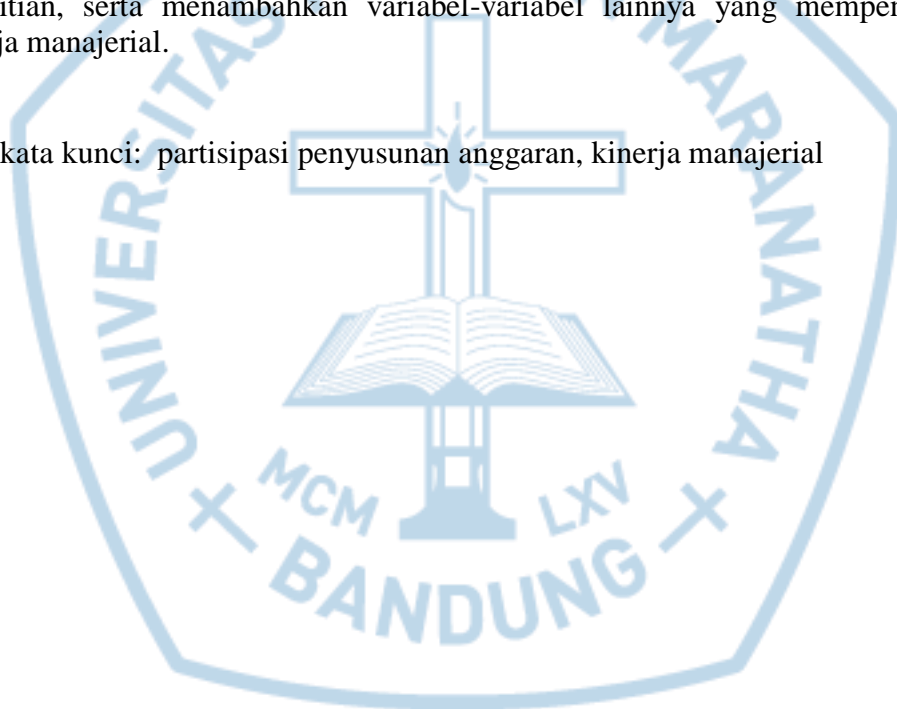 itian, serta menambahkan variabel-variabel lainnya yang mempen
ja manajerial.
kata kunci: partisipasi penyusunan anggaran, kinerja manajerial
UNIVERSITAS
MARANATHA
MCM LXV
BANDUNG